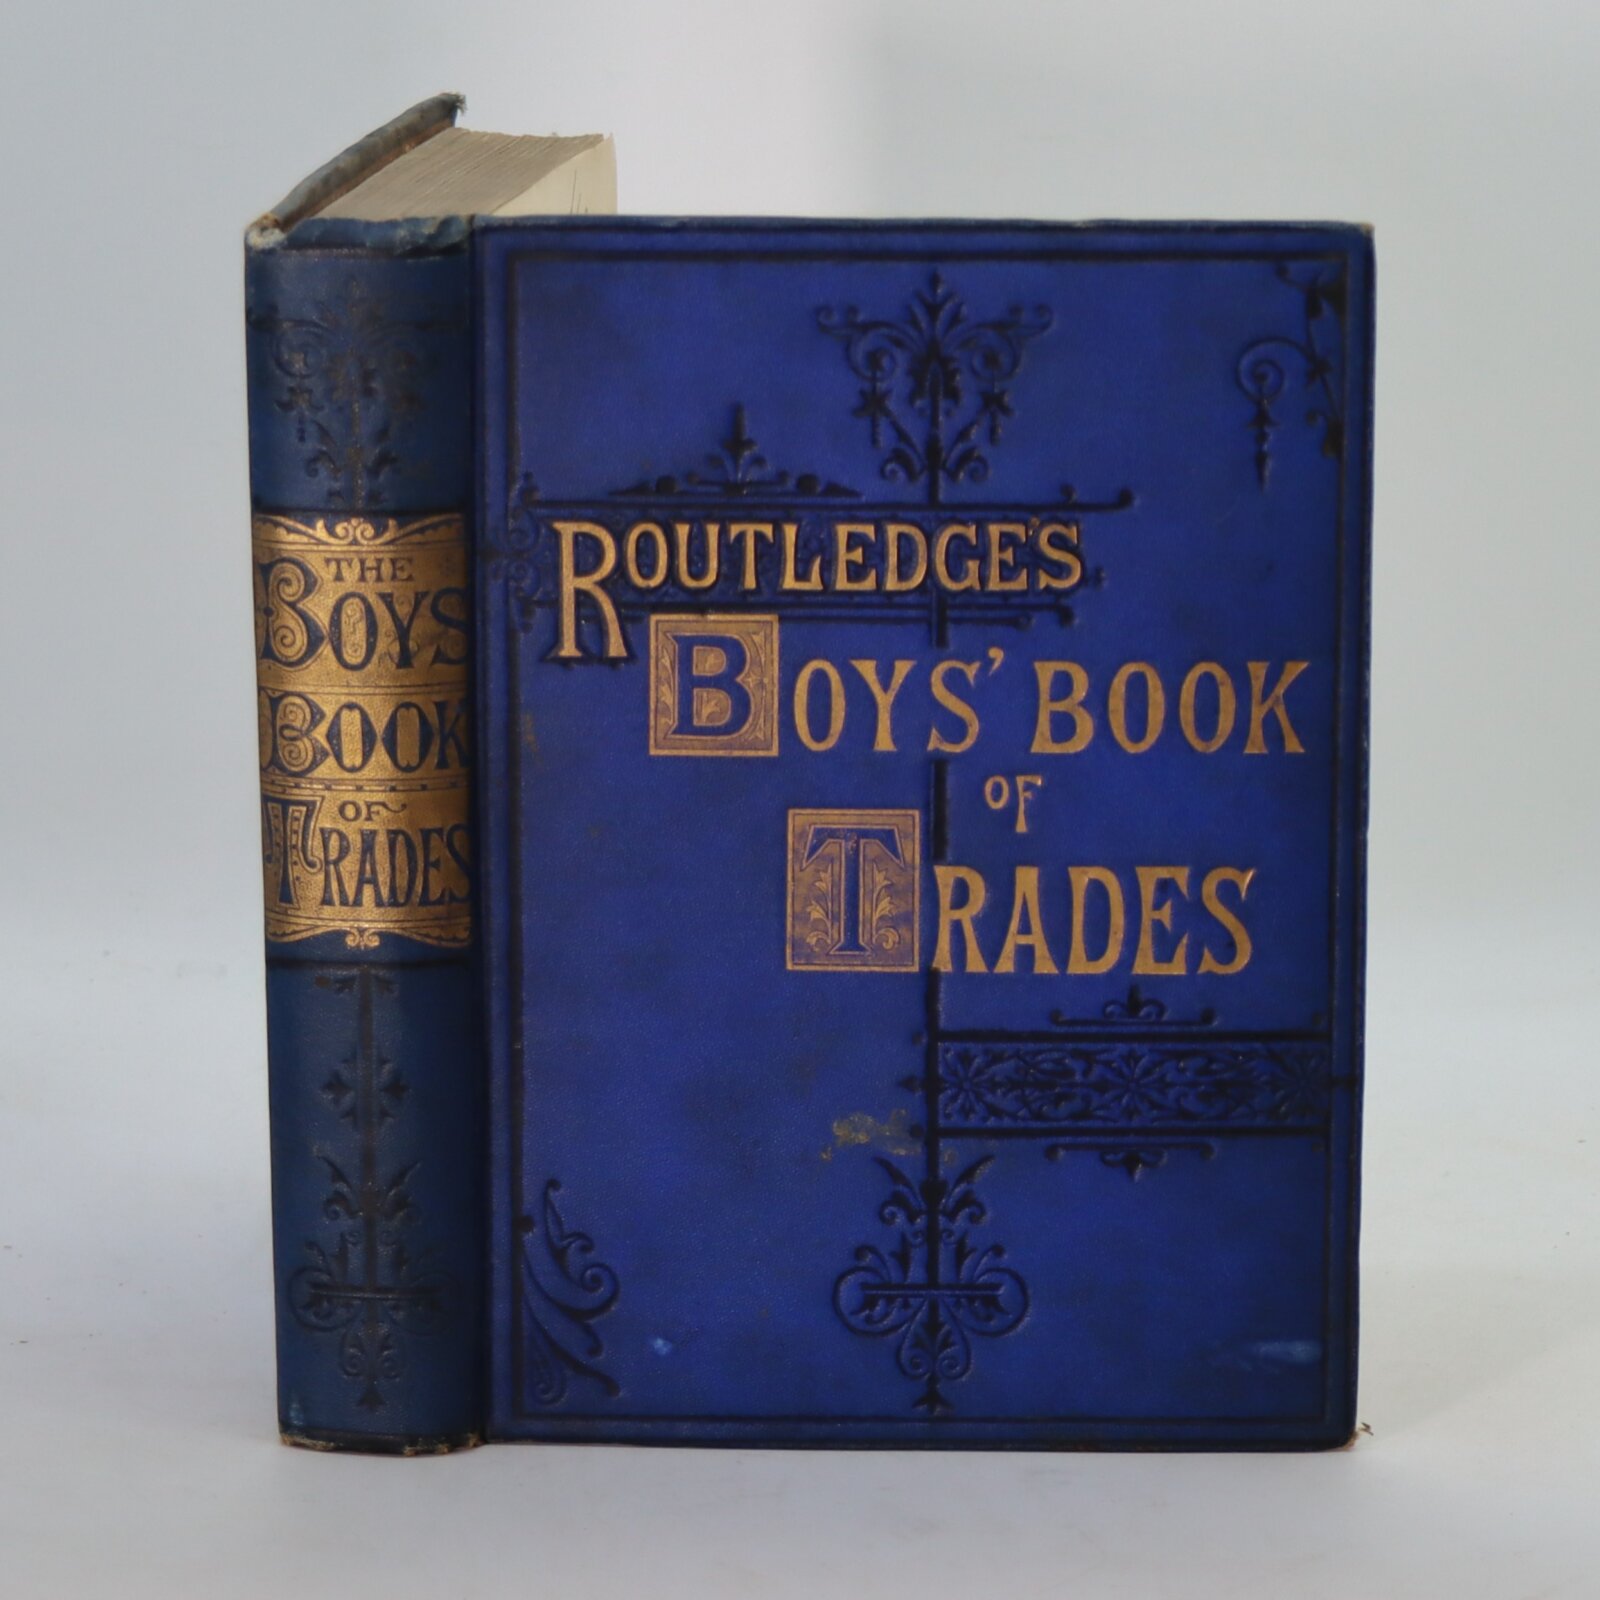 THE
BOYS
BOOK
OF
TRADES
ROUTLEDGE'S
BOYS' BOOK
OF
TRADES